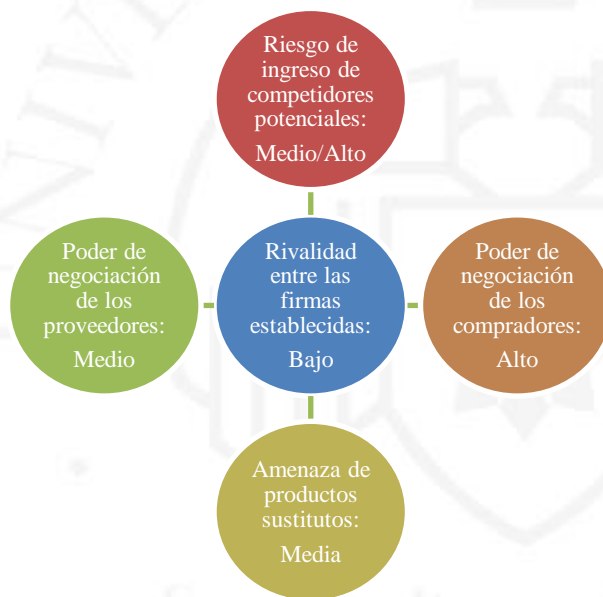 Riesgo de
ingreso de
competidores
potenciales:
Medio/Alto
Poder de
negociación
de los
proveedores:
Medio
Rivalidad
entre las
firmas
establecidas:
Bajo
Poder de
negociación
de los
compradores:
Alto
Amenaza de
productos
sustitutos:
Media